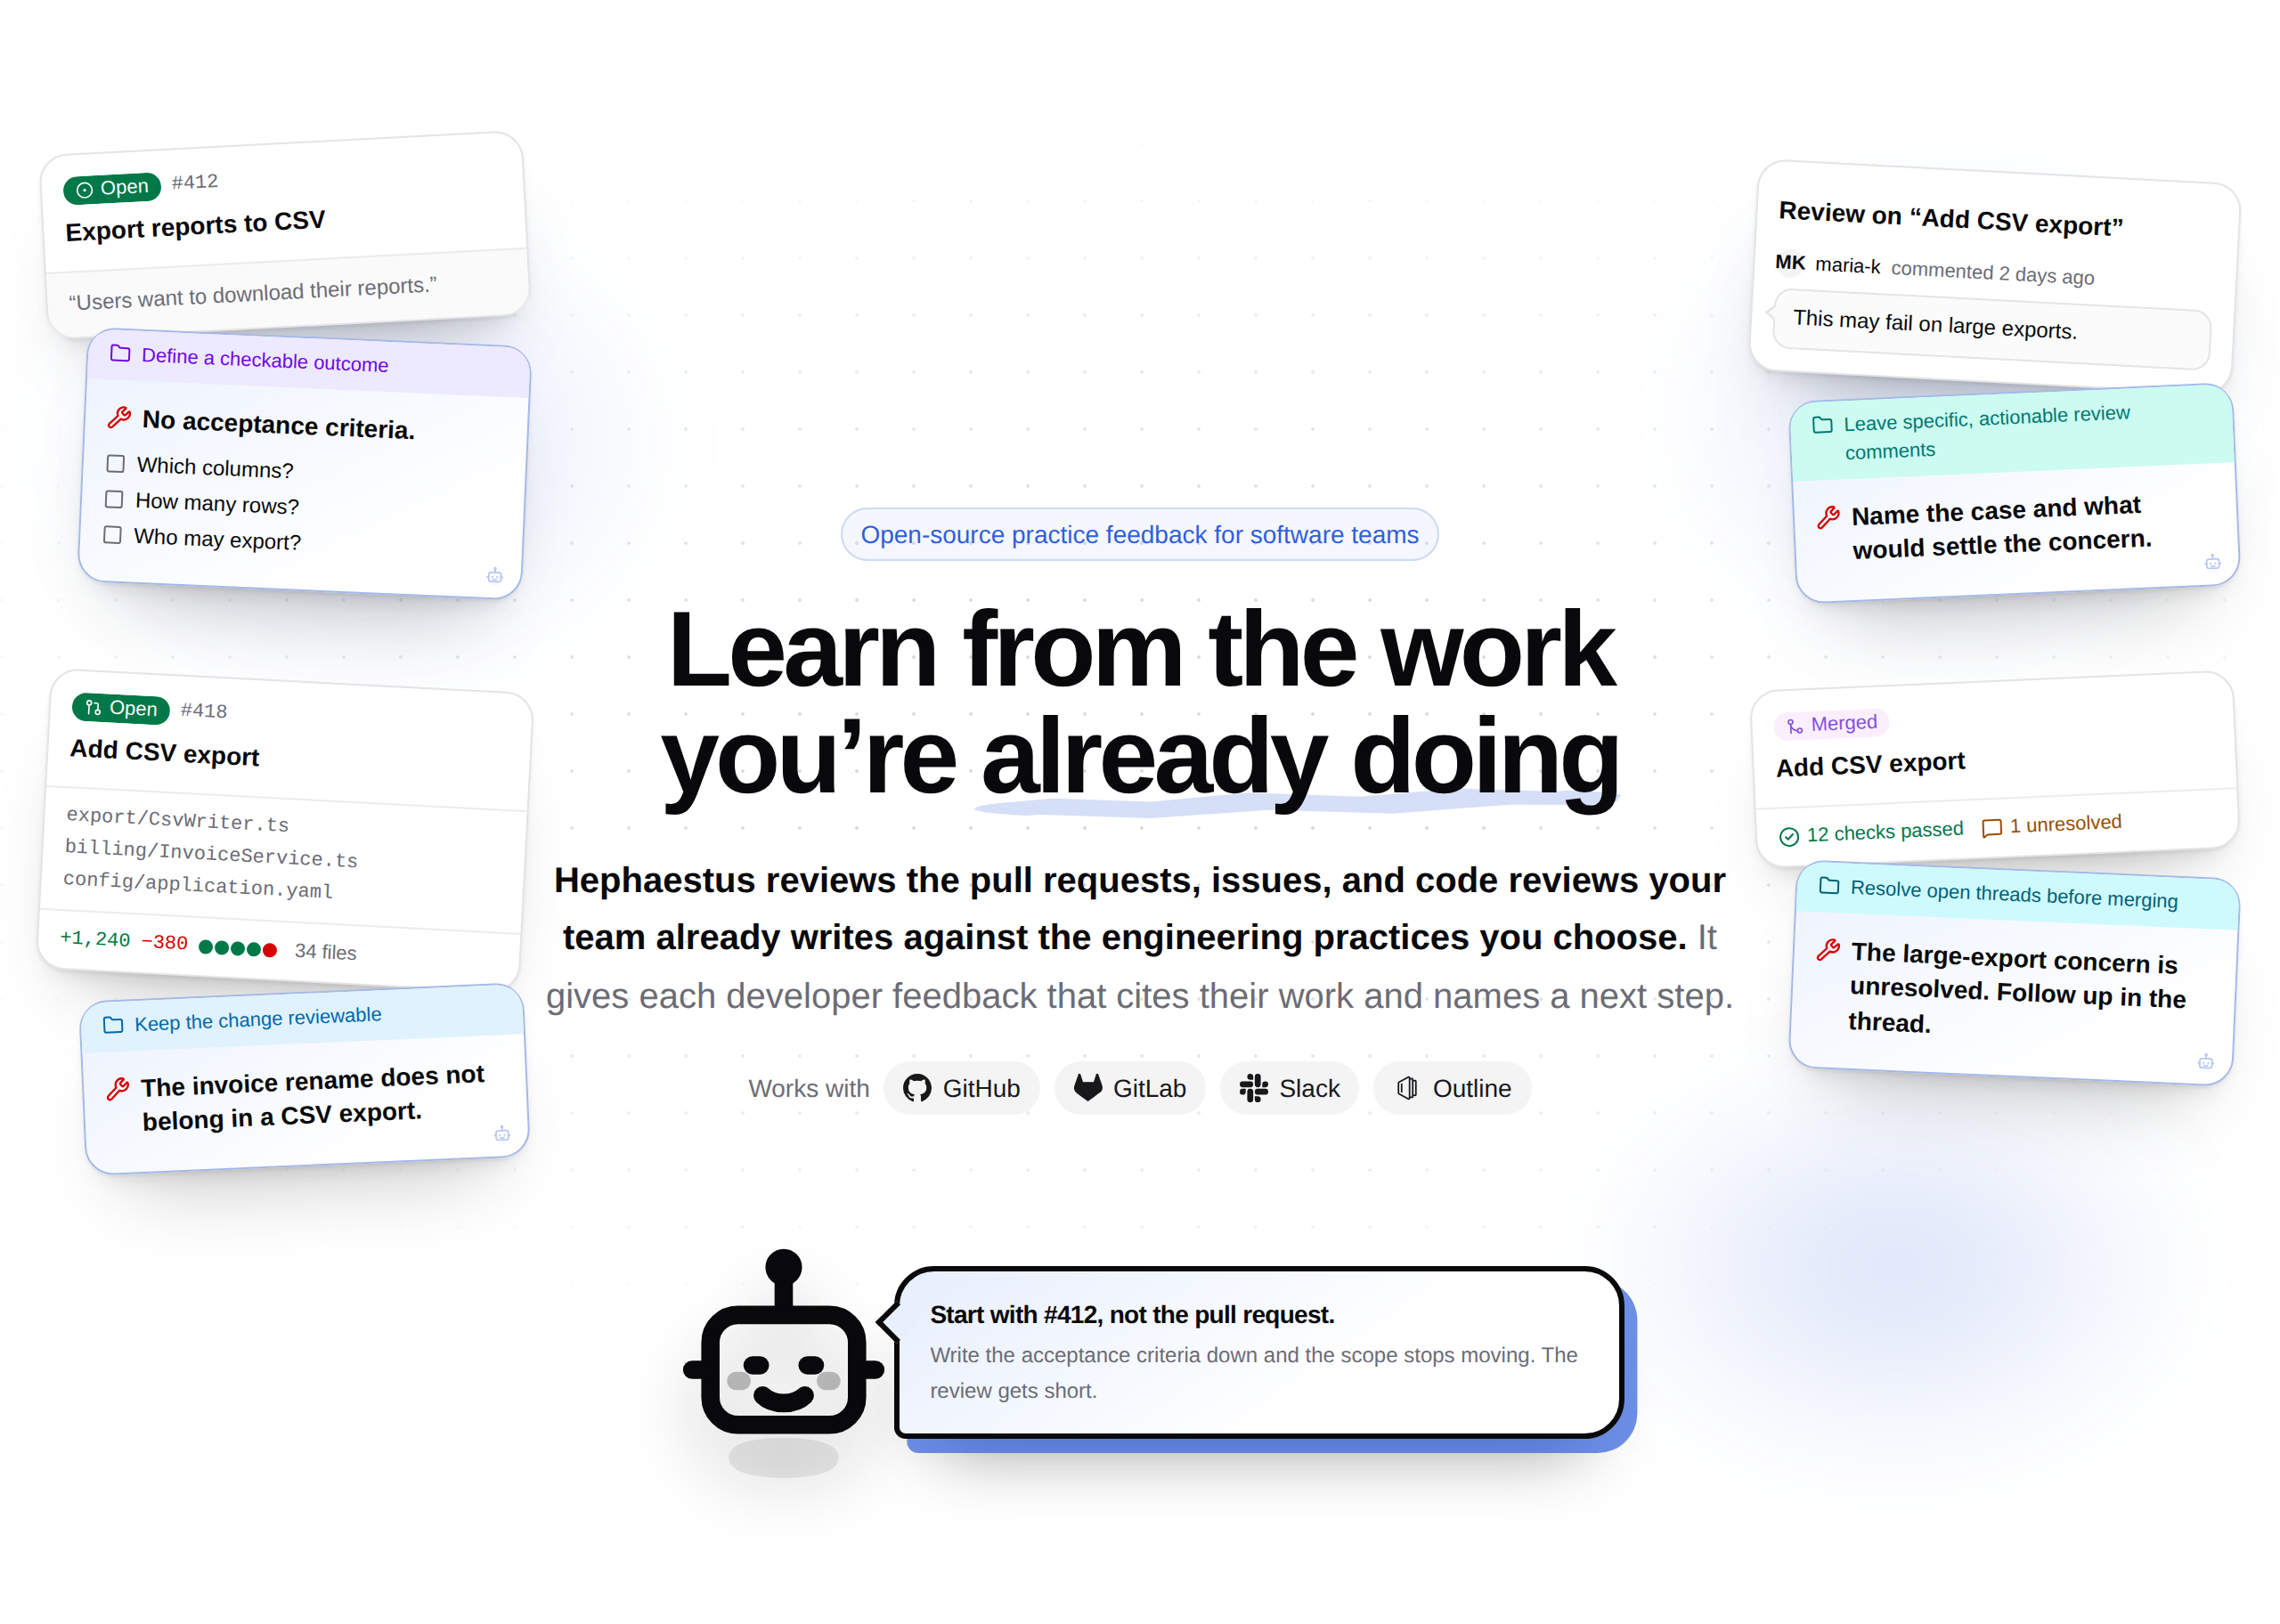 Open #412
Export reports to CSV
“Users want to download their reports.”
Define a checkable outcome
No acceptance criteria.
Which columns?
How many rows?
Who may export?
Open #418
Add CSV export
export/CsvWriter.ts
billing/InvoiceService.ts
config/application.yaml
+1,240 −380 34 files
Keep the change reviewable
The invoice rename does not
belong in a CSV export.
Open-source practice feedback for software teams
Learn from the work
you’re already doing
Hephaestus reviews the pull requests, issues, and code reviews your
team already writes against the engineering practices you choose. It
gives each developer feedback that cites their work and names a next step.
Works with GitHub GitLab Slack Outline
Start with #412, not the pull request.
Write the acceptance criteria down and the scope stops moving. The
review gets short.
Review on “Add CSV export”
MK maria-k commented 2 days ago
This may fail on large exports.
Leave specific, actionable review
comments
Name the case and what
would settle the concern.
Merged
Add CSV export
12 checks passed 1 unresolved
Resolve open threads before merging
The large-export concern is
unresolved. Follow up in the
thread.